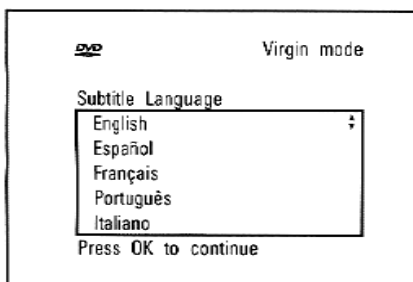 DVD Virgin mode
Subtitle Language
English
Español
Français
Português
Italiano
Press OK to continue